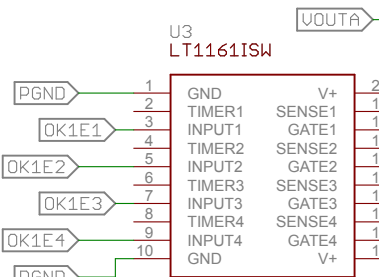 VOUTA
U3
LT1161ISW
PGND 1 GND V+ 2
2 TIMER1 SENSE1 1
OK1E1 3 INPUT1 GATE1 1
4 TIMER2 SENSE2 1
OK1E2 5 INPUT2 GATE2 1
6 TIMER3 SENSE3 1
OK1E3 7 INPUT3 GATE3 1
8 TIMER4 SENSE4 1
OK1E4 9 INPUT4 GATE4 1
PGND 10 GND V+ 1